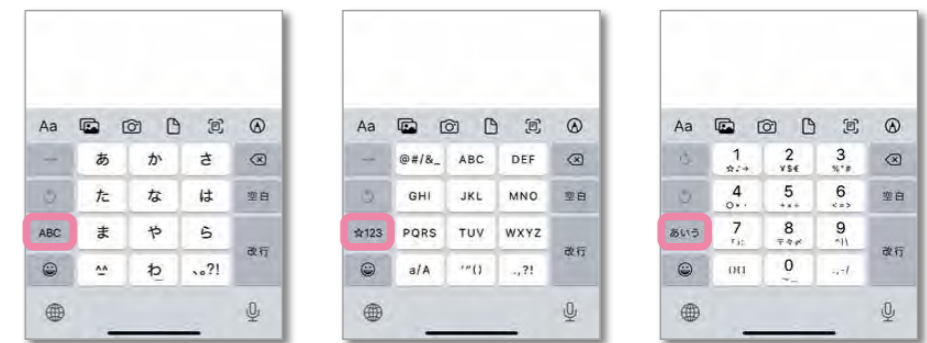 Aa
あ か さ
た な は 空白
ABC ま や ら
改行
^^ わ 、。?!
Aa
@#/&_ ABC DEF
GHI JKL MNO 空白
☆123 PQRS TUV WXYZ
改行
a/A '"() .,?!
Aa
1 2 3
☆♪→ ¥$€ %°#
4 5 6 空白
○*・ +×÷ <=>
あいう 7 8 9
「」: 〒々〆 ^|\
改行
()[] 0 .,-/
〜…